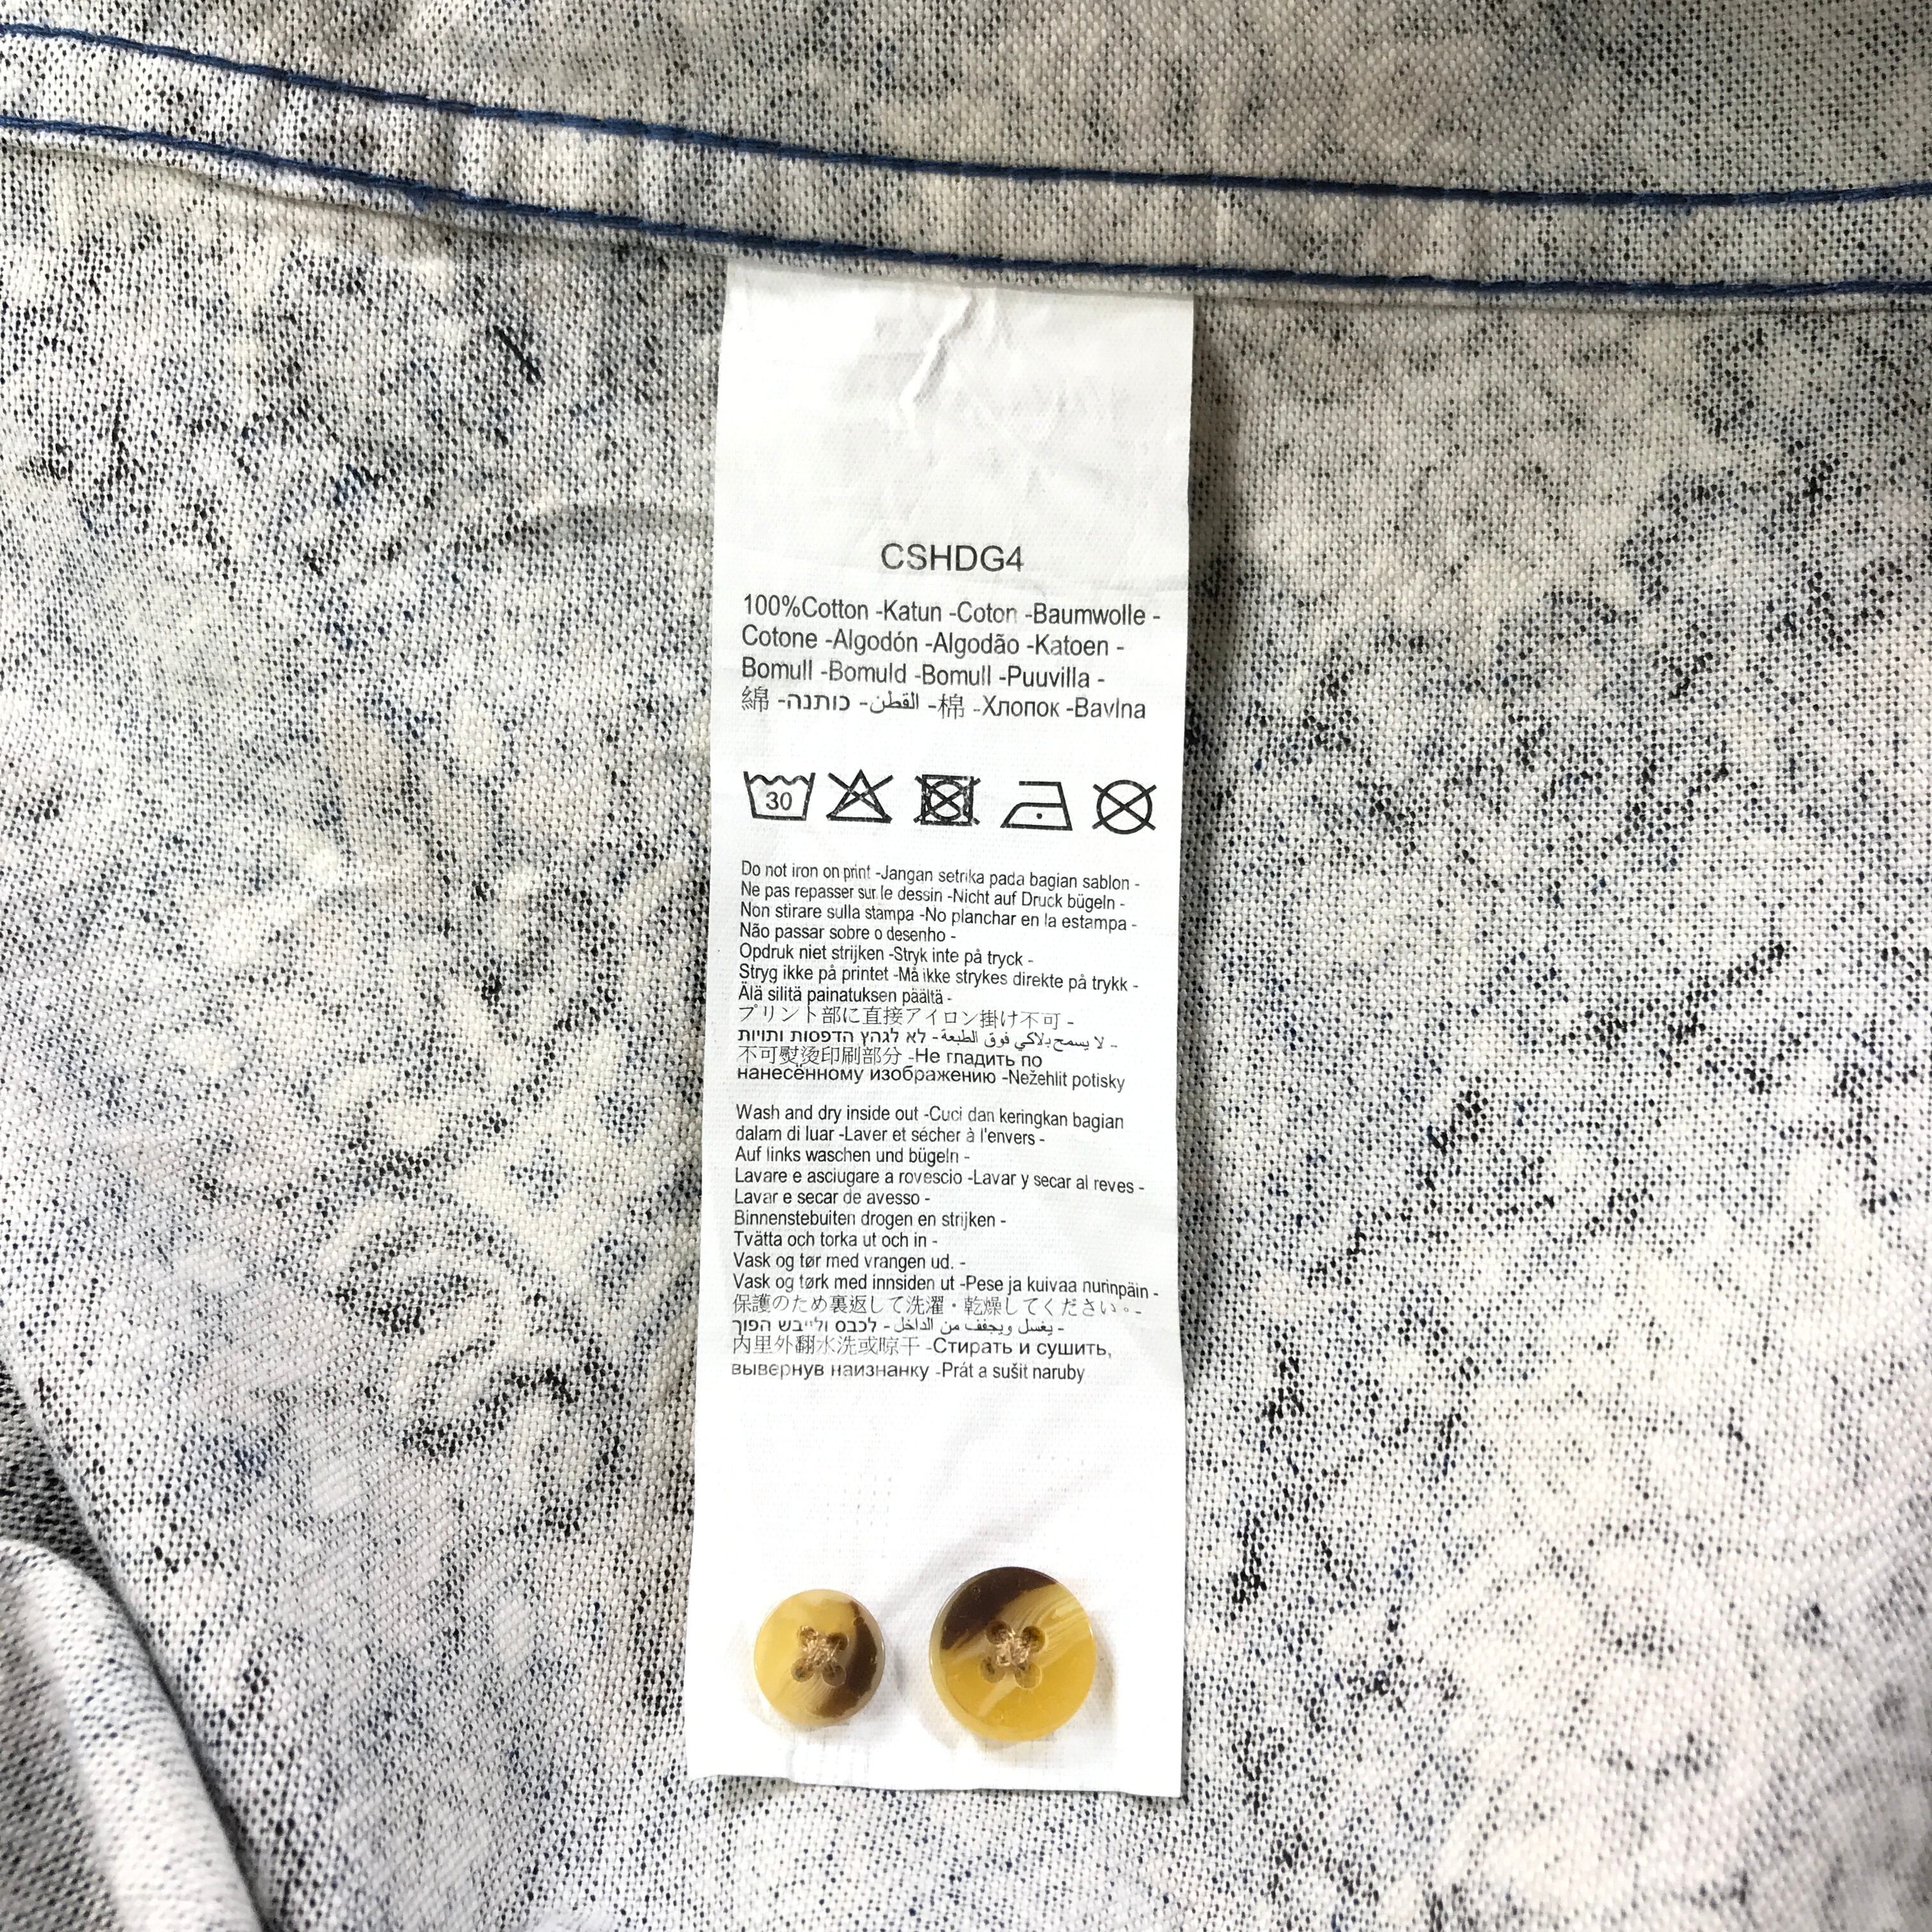 CSHDG4
100%Cotton -Katun -Coton -Baumwolle -
Cotone -Algodón -Algodão -Katoen -
Bomull -Bomuld -Bomull -Puuvilla -
綿 -כותנה- القطن- 棉 -Хлопок -Bavlna
30
Do not iron on print -Jangan setrika pada bagian sablon -
Ne pas repasser sur le dessin -Nicht auf Druck bügeln -
Non stirare sulla stampa -No planchar en la estampa -
Não passar sobre o desenho -
Opdruk niet strijken -Stryk inte på tryck -
Stryg ikke på printet -Må ikke strykes direkte på trykk -
Älä silitä painatuksen päältä -
プリント部に直接アイロン掛け不可 -
לא לגהץ הדפסות ותויות - لا يسمح بلاكي فوق الطبعة -
不可熨烫印刷部分 -Не гладить по
нанесённому изображению -Nežehlit potisky
Wash and dry inside out -Cuci dan keringkan bagian
dalam di luar -Laver et sécher à l'envers -
Auf links waschen und bügeln -
Lavare e asciugare a rovescio -Lavar y secar al reves -
Lavar e secar de avesso -
Binnenstebuiten drogen en strijken -
Tvätta och torka ut och in -
Vask og tør med vrangen ud. -
Vask og tørk med innsiden ut -Pese ja kuivaa nurinpäin -
保護のため裏返して洗濯・乾燥してください。-
לכבס ולייבש הפוך - يغسل ويجفف من الداخل -
内里外翻水洗或晾干 -Стирать и сушить,
вывернув наизнанку -Prát a sušit naruby